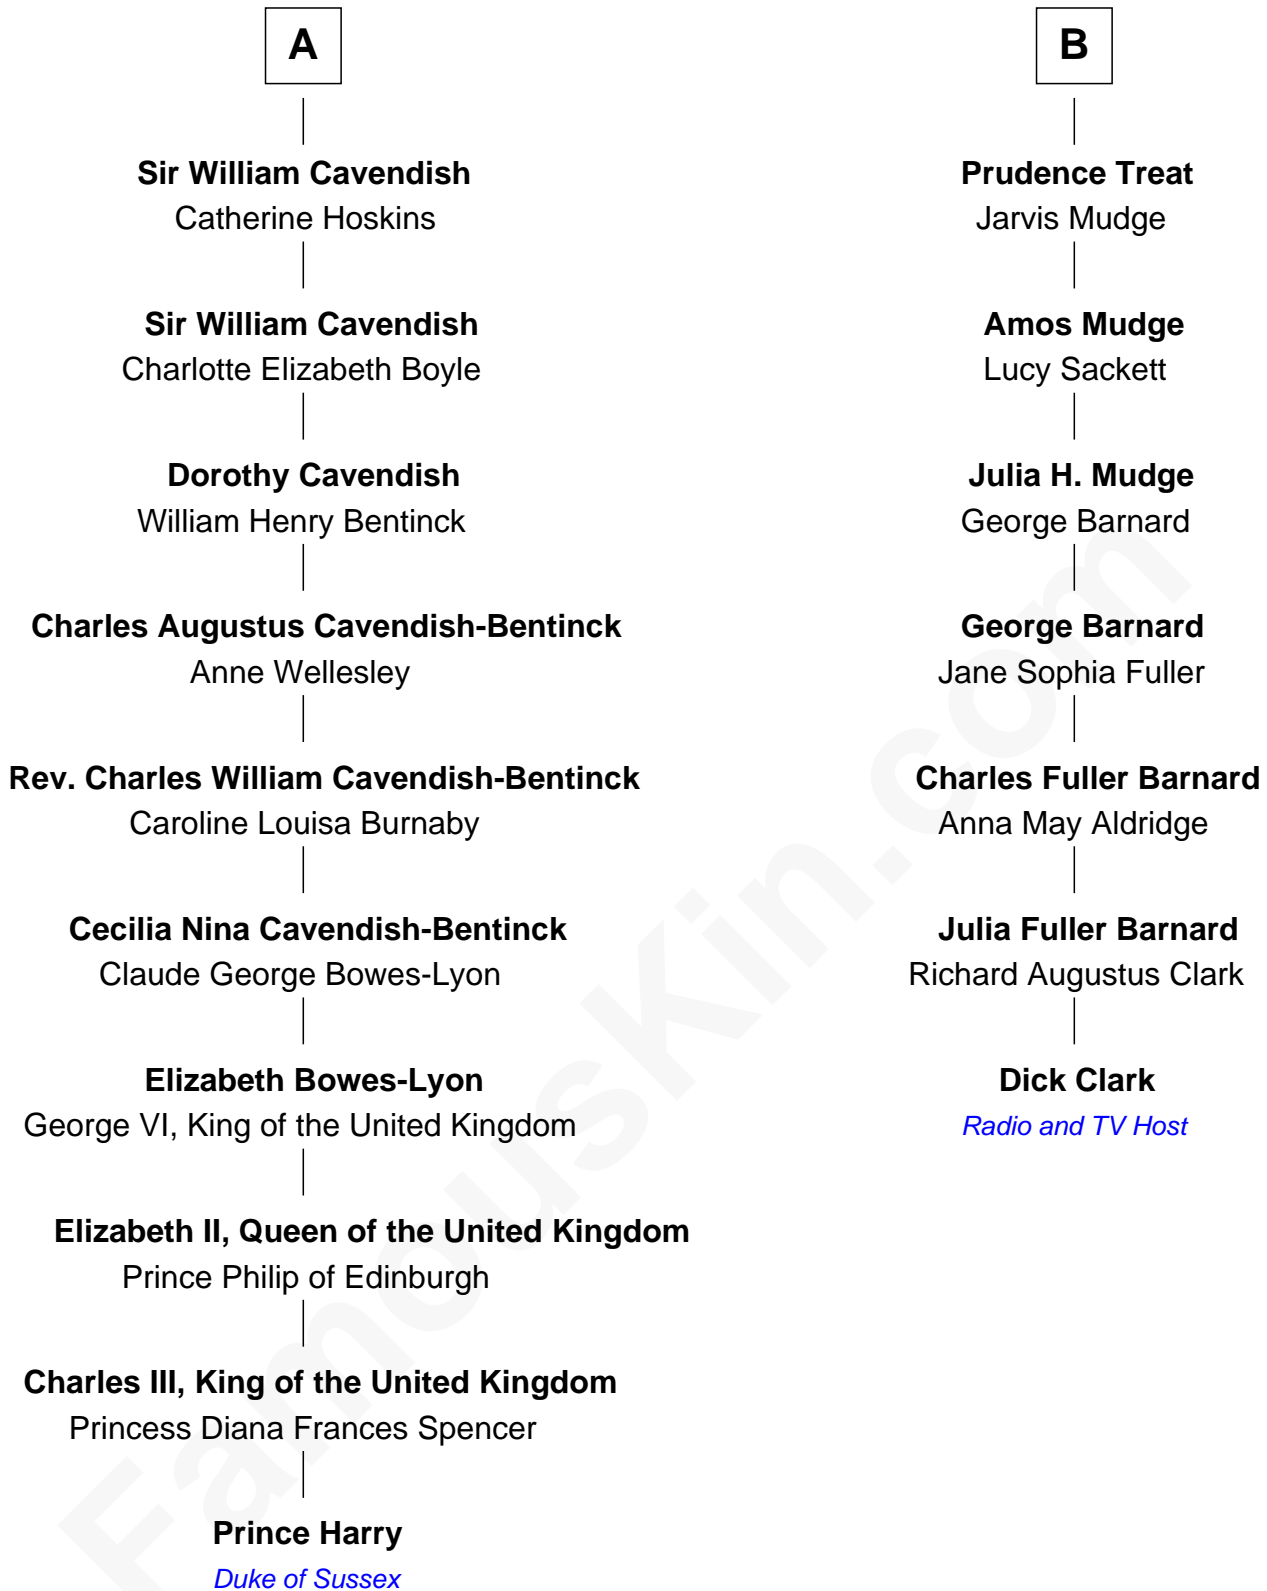 A
Sir William Cavendish
Catherine Hoskins
Sir William Cavendish
Charlotte Elizabeth Boyle
Dorothy Cavendish
William Henry Bentinck
Charles Augustus Cavendish-Bentinck
Anne Wellesley
Rev. Charles William Cavendish-Bentinck
Caroline Louisa Burnaby
Cecilia Nina Cavendish-Bentinck
Claude George Bowes-Lyon
Elizabeth Bowes-Lyon
George VI, King of the United Kingdom
Elizabeth II, Queen of the United Kingdom
Prince Philip of Edinburgh
Charles III, King of the United Kingdom
Princess Diana Frances Spencer
Prince Harry
Duke of Sussex
B
Prudence Treat
Jarvis Mudge
Amos Mudge
Lucy Sackett
Julia H. Mudge
George Barnard
George Barnard
Jane Sophia Fuller
Charles Fuller Barnard
Anna May Aldridge
Julia Fuller Barnard
Richard Augustus Clark
Dick Clark
Radio and TV Host
FamousKin.com